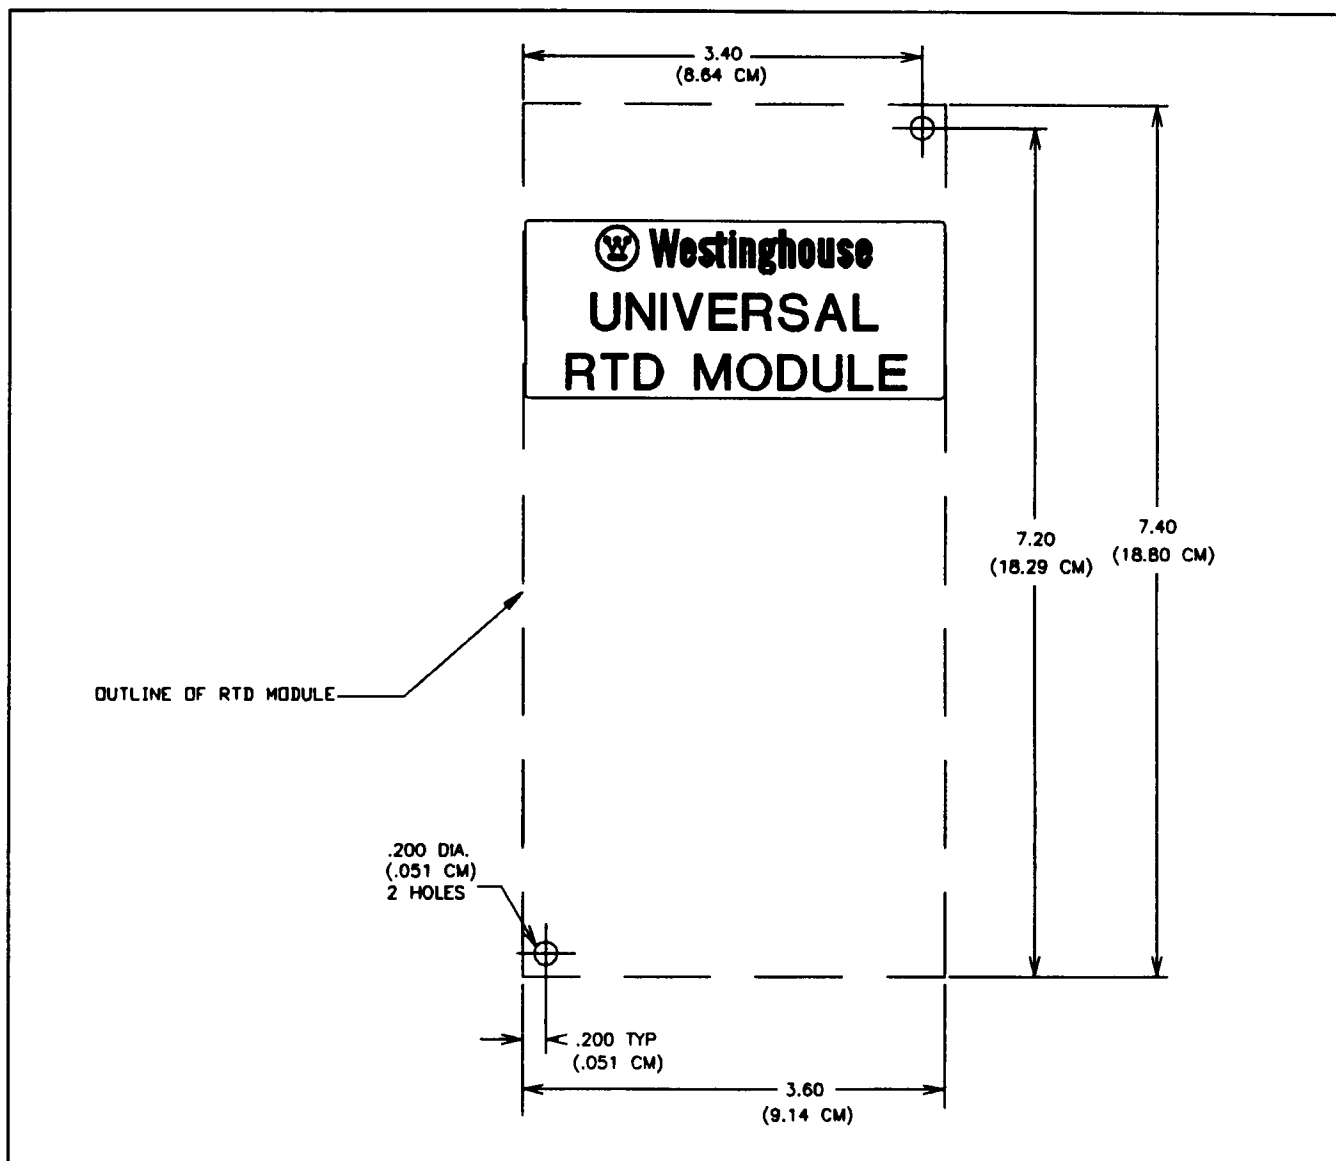 3.40
(8.64 CM)
W Westinghouse
UNIVERSAL
RTD MODULE
7.20
(18.29 CM)
7.40
(18.80 CM)
OUTLINE OF RTD MODULE
.200 DIA.
(.051 CM)
2 HOLES
.200 TYP
(.051 CM)
3.60
(9.14 CM)